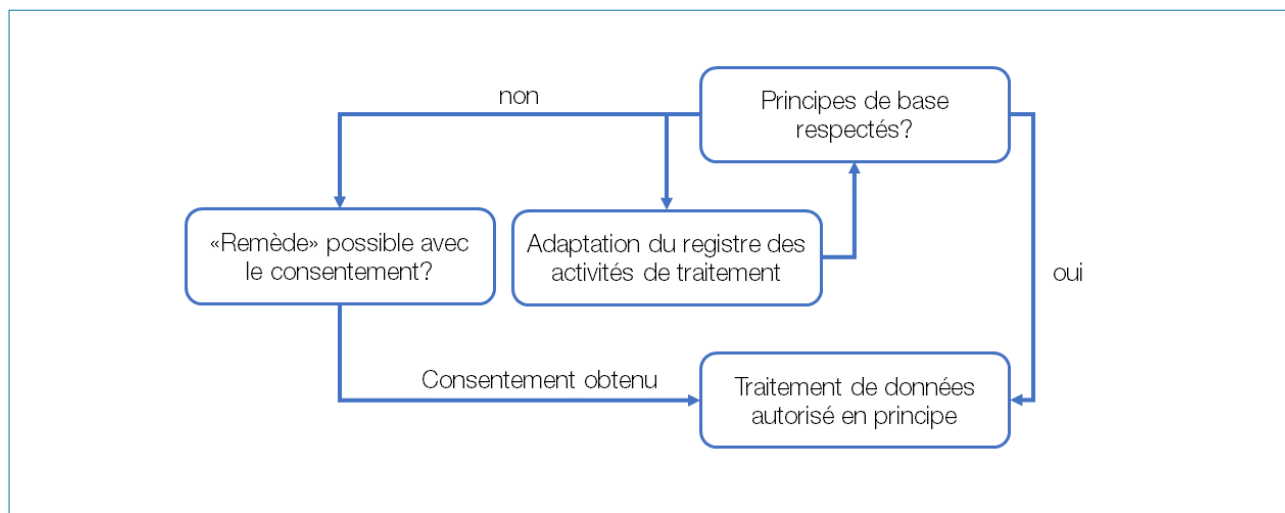 non
Principes de base
respectés?
«Remède» possible avec
le consentement?
Adaptation du registre des
activités de traitement
oui
Consentement obtenu
Traitement de données
autorisé en principe